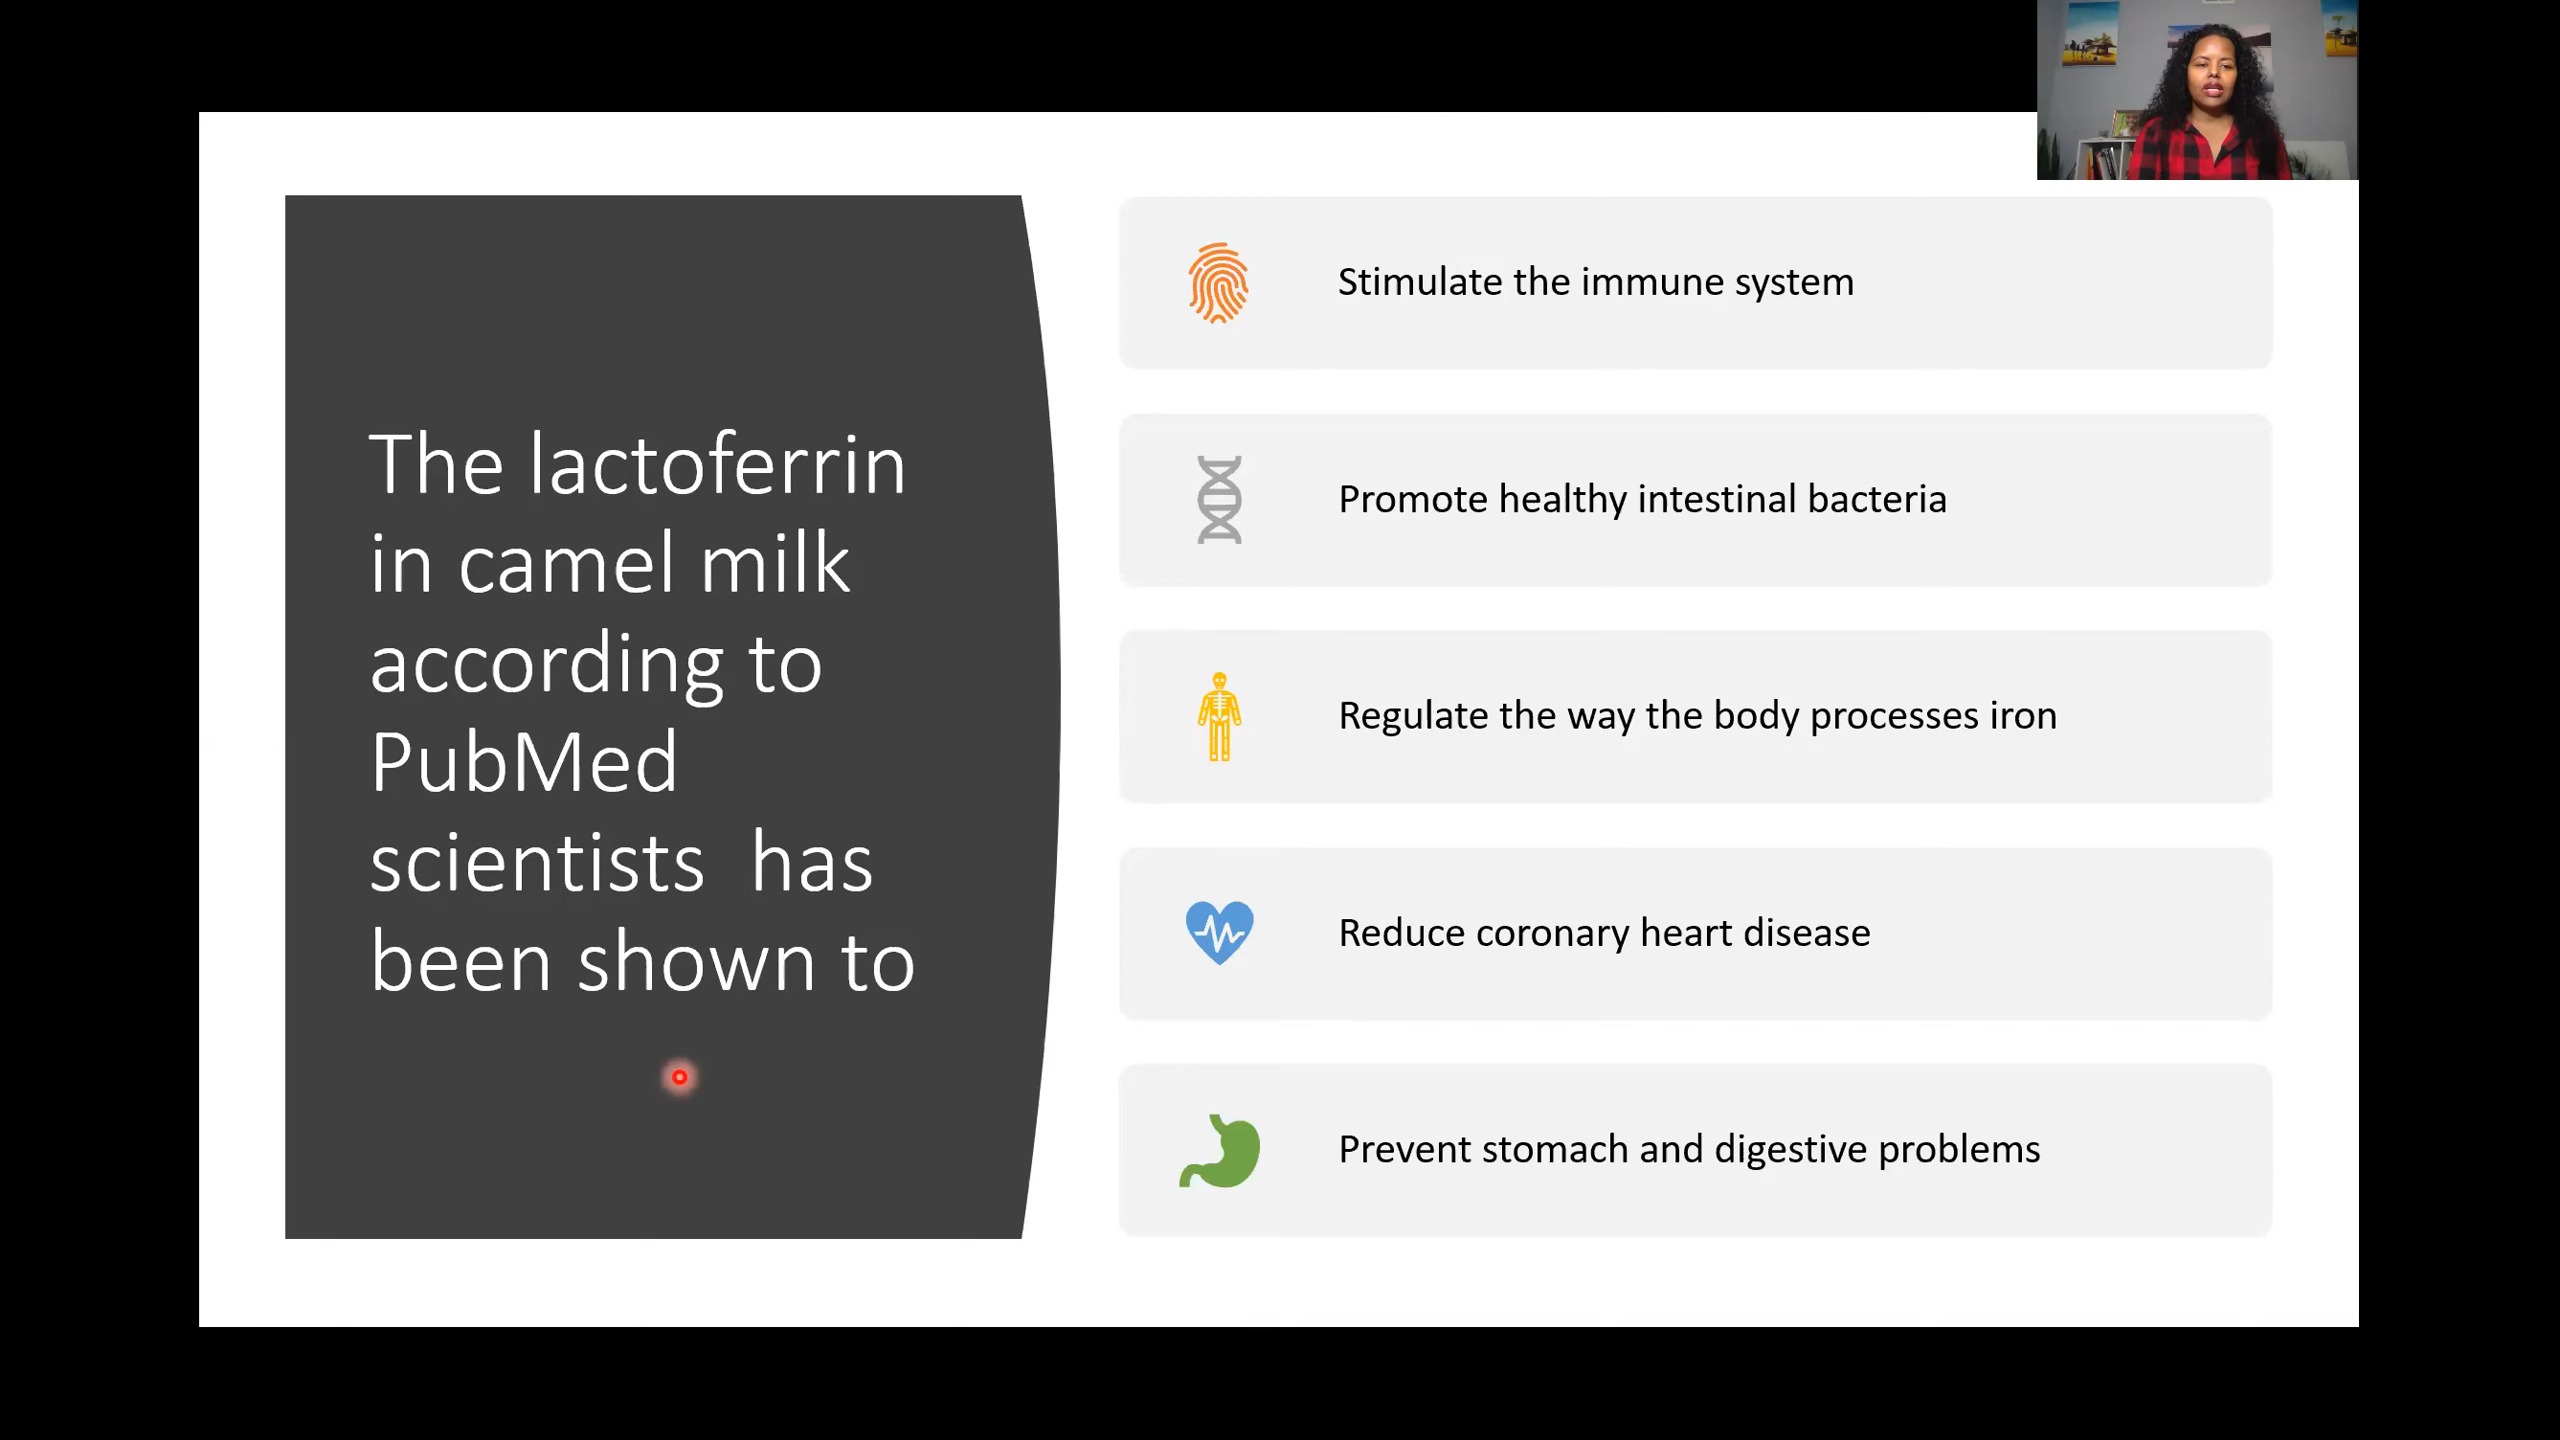 The lactoferrin
in camel milk
according to
PubMed
scientists  has
been shown to
Stimulate the immune system
Promote healthy intestinal bacteria
Regulate the way the body processes iron
Reduce coronary heart disease
Prevent stomach and digestive problems